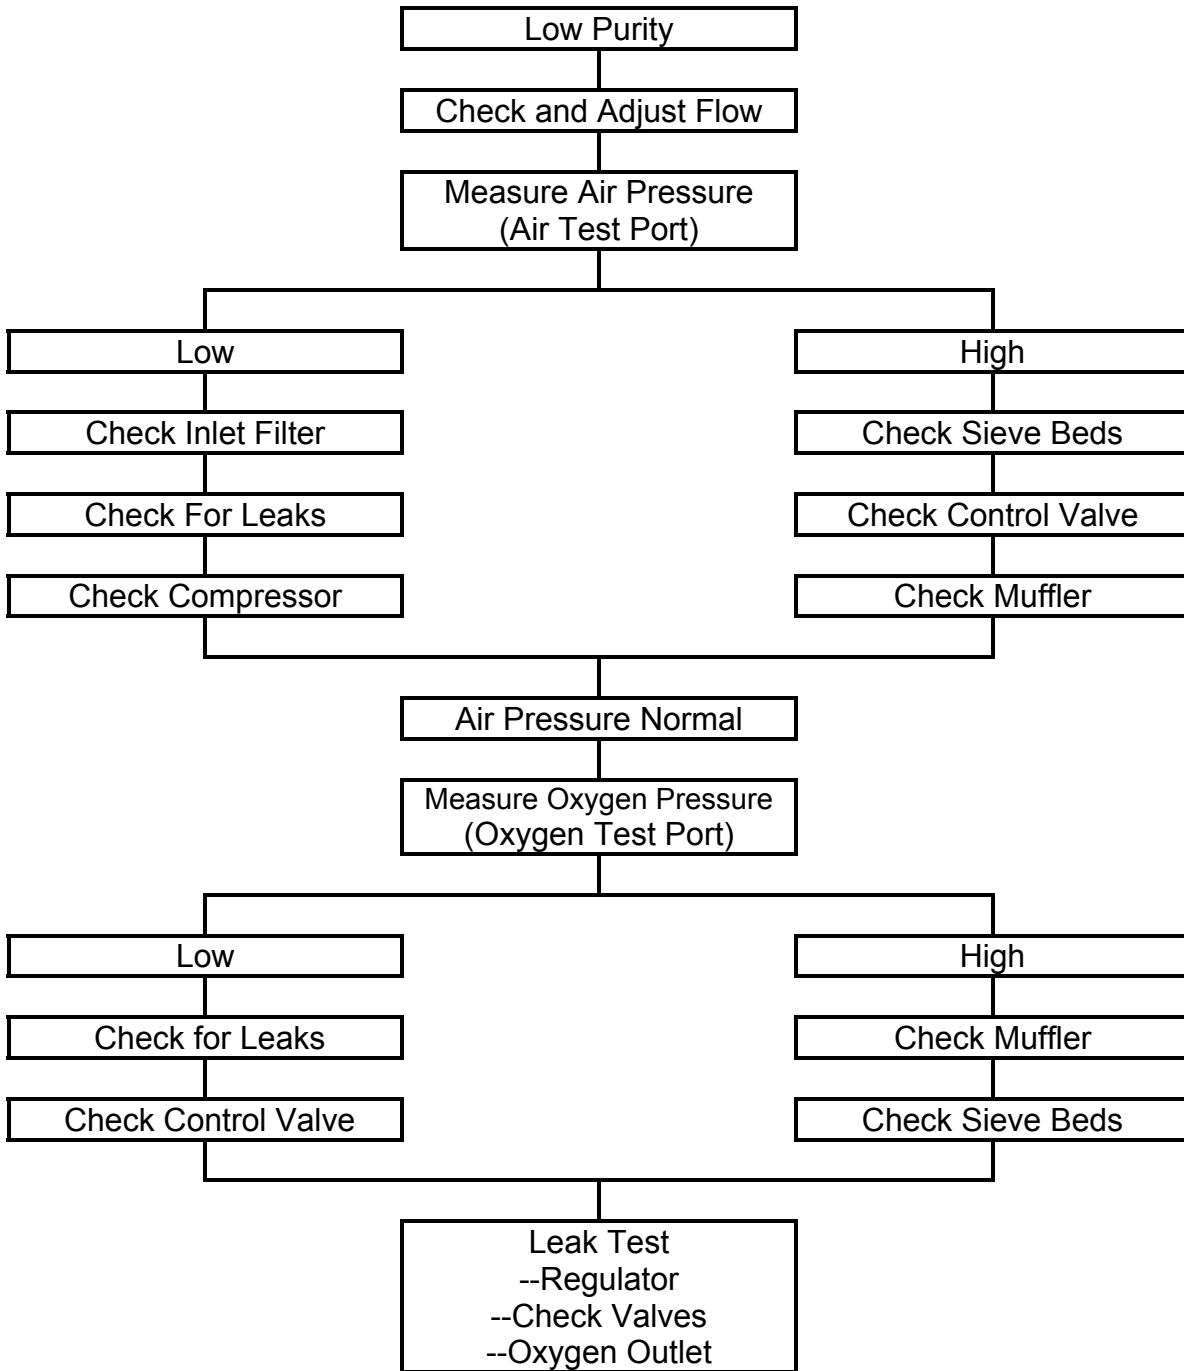 Low Purity
Check and Adjust Flow
Measure Air Pressure
(Air Test Port)
Low
High
Check Inlet Filter
Check Sieve Beds
Check For Leaks
Check Control Valve
Check Compressor
Check Muffler
Air Pressure Normal
Measure Oxygen Pressure
(Oxygen Test Port)
Low
High
Check for Leaks
Check Muffler
Check Control Valve
Check Sieve Beds
Leak Test
--Regulator
--Check Valves
--Oxygen Outlet